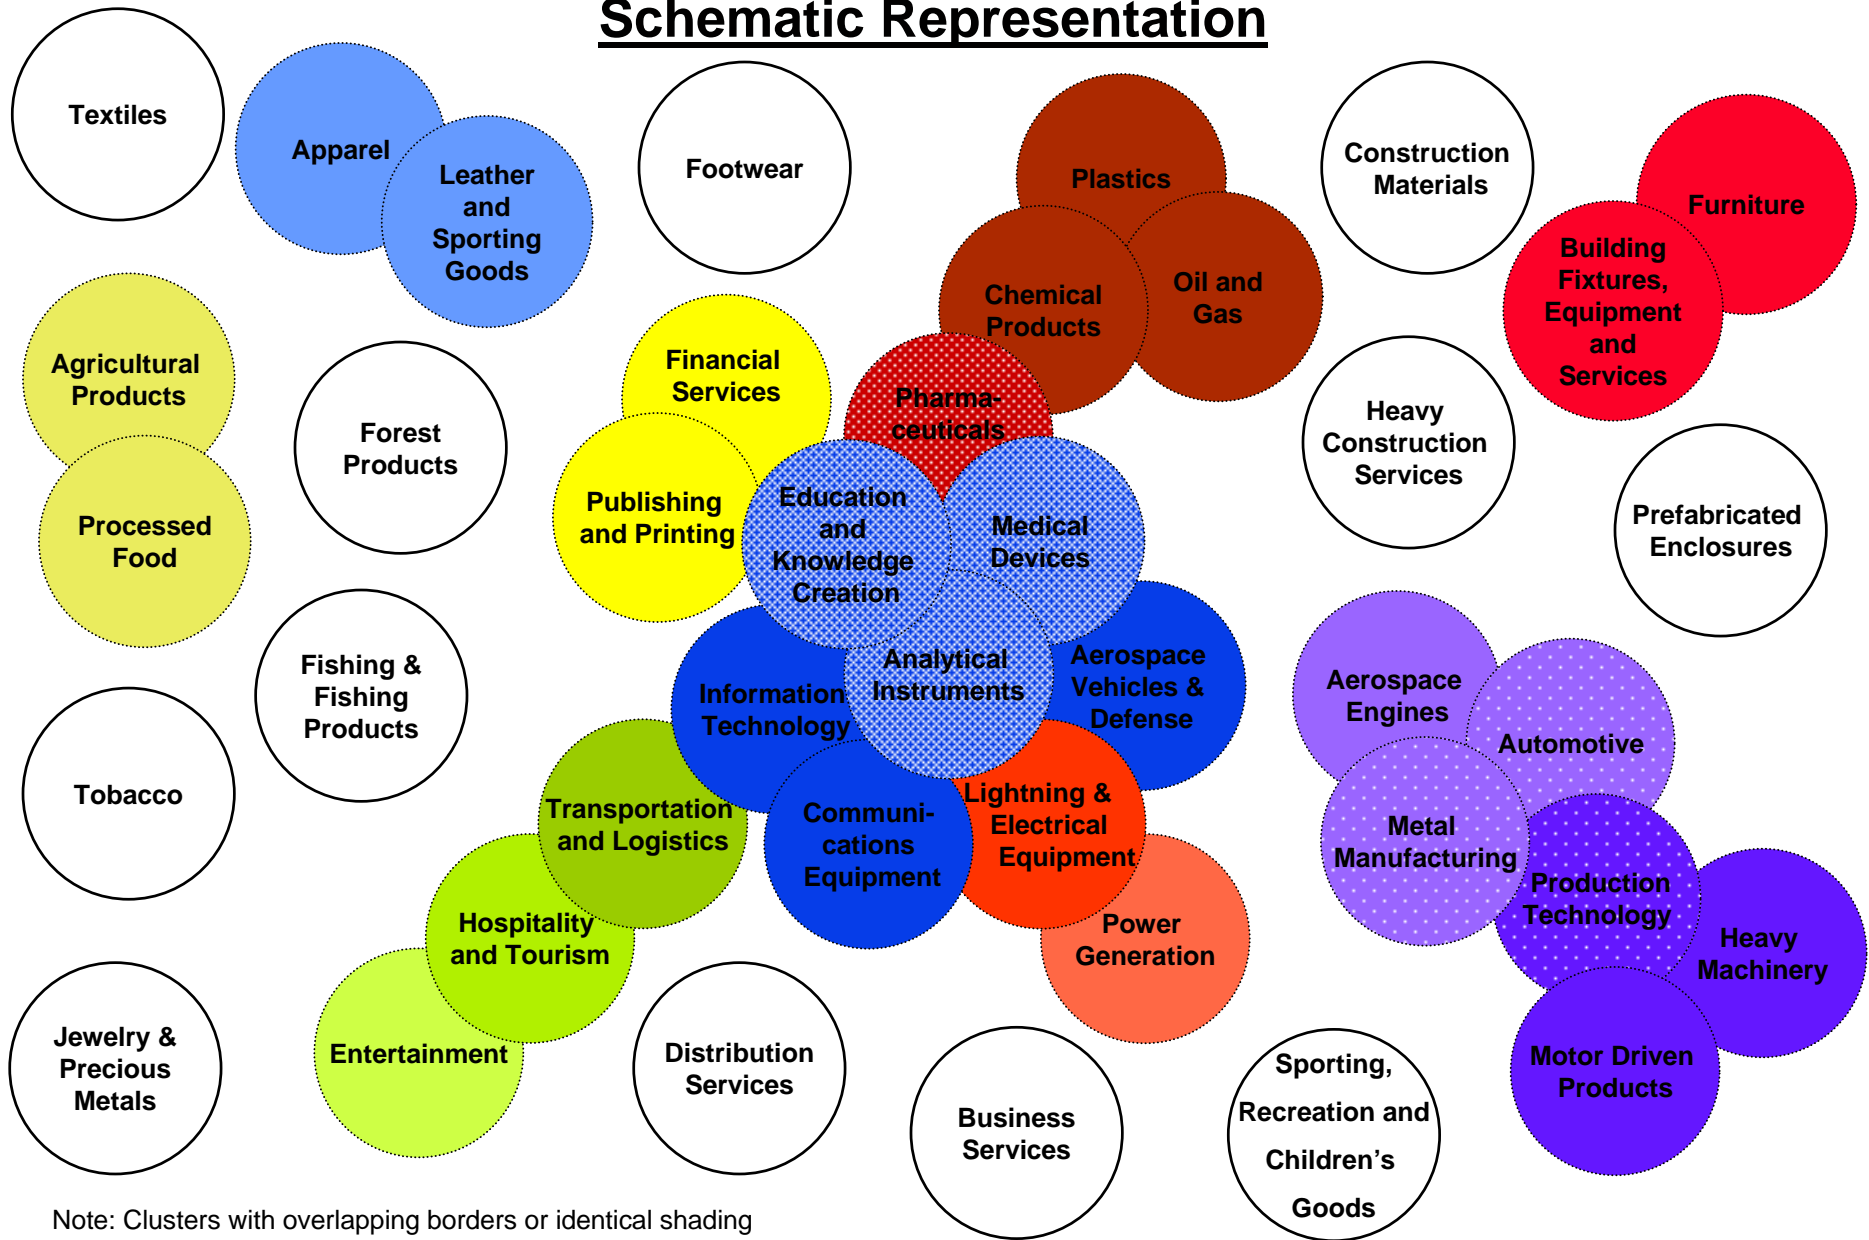 Schematic Representation
Textiles
Apparel
Leather
and
Sporting
Goods
Footwear
Plastics
Construction
Materials
Furniture
Building
Fixtures,
Equipment
and
Services
Chemical
Products
Oil and
Gas
Agricultural
Products
Processed
Food
Forest
Products
Financial
Services
Publishing
and Printing
Pharma-
ceuticals
Education
and
Knowledge
Creation
Medical
Devices
Heavy
Construction
Services
Prefabricated
Enclosures
Fishing &
Fishing
Products
Tobacco
Information
Technology
Analytical
Instruments
Aerospace
Vehicles &
Defense
Aerospace
Engines
Automotive
Transportation
and Logistics
Communi-
cations
Equipment
Lightning &
Electrical
Equipment
Metal
Manufacturing
Production
Technology
Hospitality
and Tourism
Power
Generation
Heavy
Machinery
Jewelry &
Precious
Metals
Entertainment
Distribution
Services
Business
Services
Sporting,
Recreation and
Children’s
Goods
Motor Driven
Products
Note: Clusters with overlapping borders or identical shading